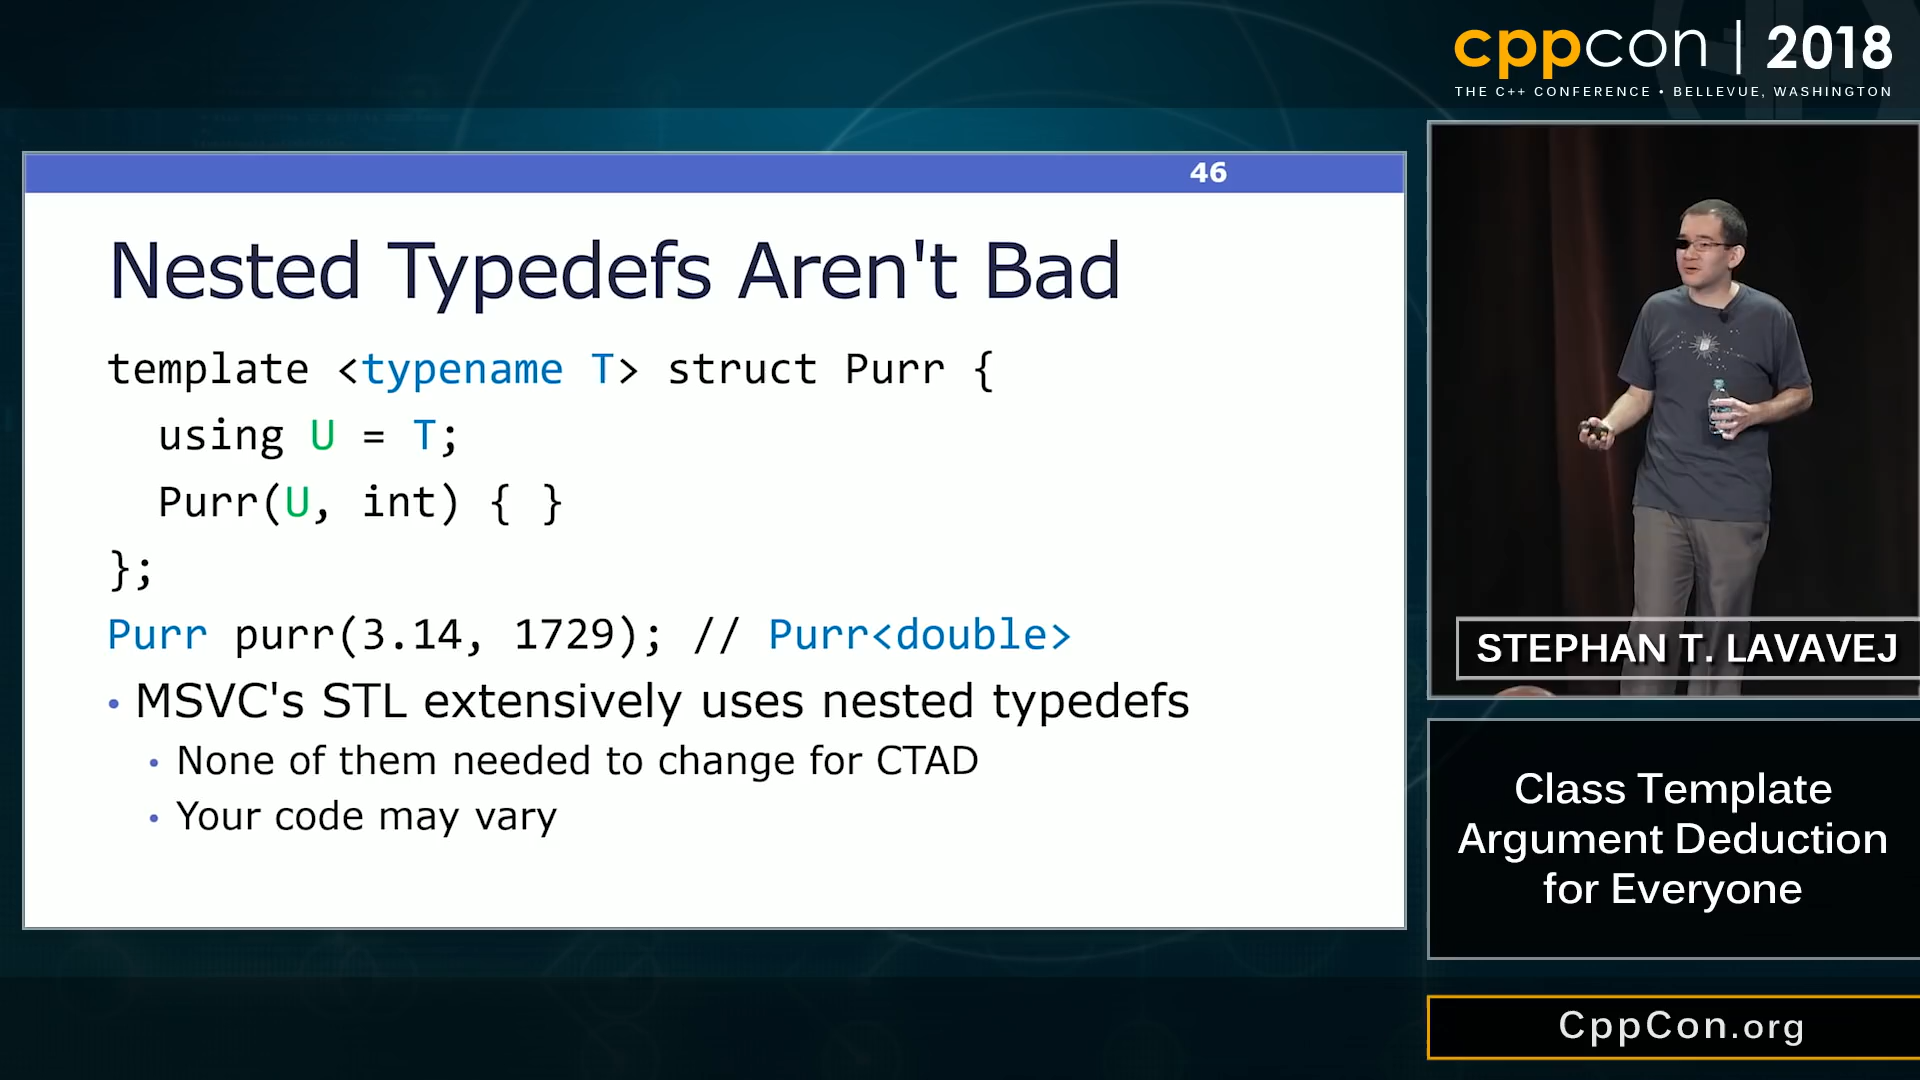 cppcon | 2018
THE C++ CONFERENCE • BELLEVUE, WASHINGTON
46
Nested Typedefs Aren't Bad
template <typename T> struct Purr {
using U = T;
Purr(U, int) { }
};
Purr purr(3.14, 1729); // Purr<double>
• MSVC's STL extensively uses nested typedefs
• None of them needed to change for CTAD
• Your code may vary
STEPHAN T. LAVAVEJ
Class Template
Argument Deduction
for Everyone
CppCon.org